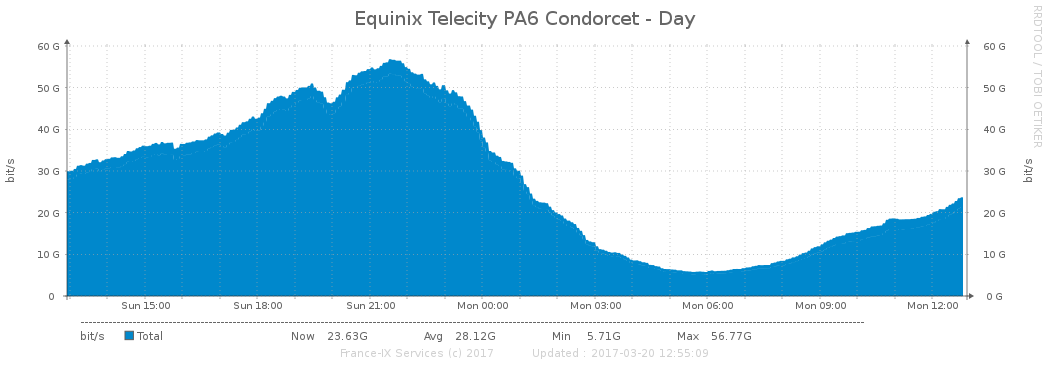 Equinix Telecity PA6 Condorcet - Day
RRDTOOL / TOBI OETIKER
bit/s
60 G 60 G
50 G 50 G
40 G 40 G
30 G 30 G
20 G 20 G
10 G 10 G
0 0 G
bit/s
Sun 15:00 Sun 18:00 Sun 21:00 Mon 00:00 Mon 03:00 Mon 06:00 Mon 09:00 Mon 12:00
bit/s Total Now 23.63G Avg 28.12G Min 5.71G Max 56.77G
France-IX Services (c) 2017 Updated : 2017-03-20 12:55:09